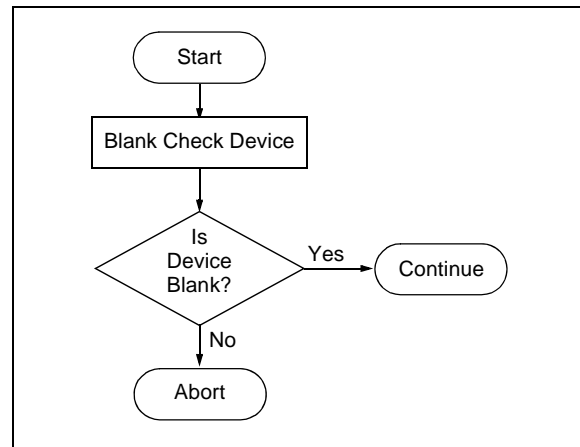 Start
Blank Check Device
Is
Device
Blank?
Yes
Continue
No
Abort